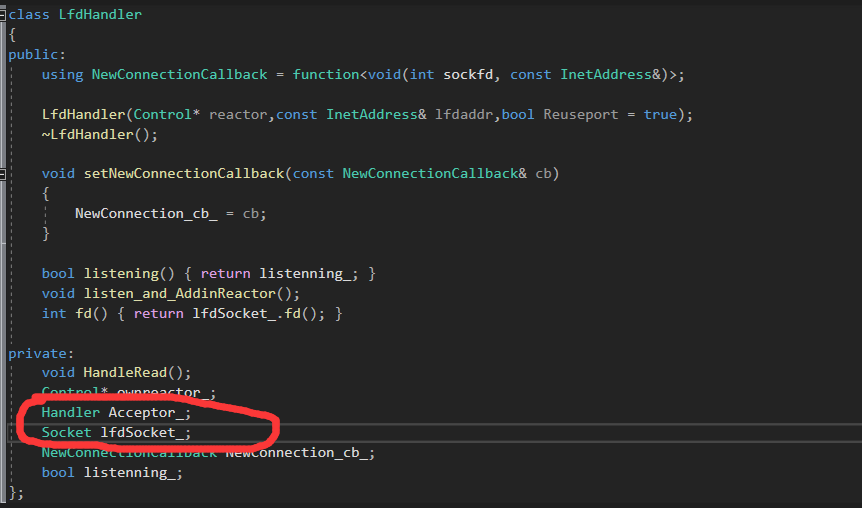 class LfdHandler
{
public:
using NewConnectionCallback = function<void(int sockfd, const InetAddress&)>;
LfdHandler(Control* reactor,const InetAddress& lfdaddr,bool Reuseport = true);
~LfdHandler();
void setNewConnectionCallback(const NewConnectionCallback& cb)
{
NewConnection_cb_ = cb;
}
bool listening() { return listenning_; }
void listen_and_AddinReactor();
int fd() { return lfdSocket_.fd(); }
private:
void HandleRead();
Control* ownreactor_;
Handler Acceptor_;
Socket lfdSocket_;
NewConnectionCallback NewConnection_cb_;
bool listenning_;
};